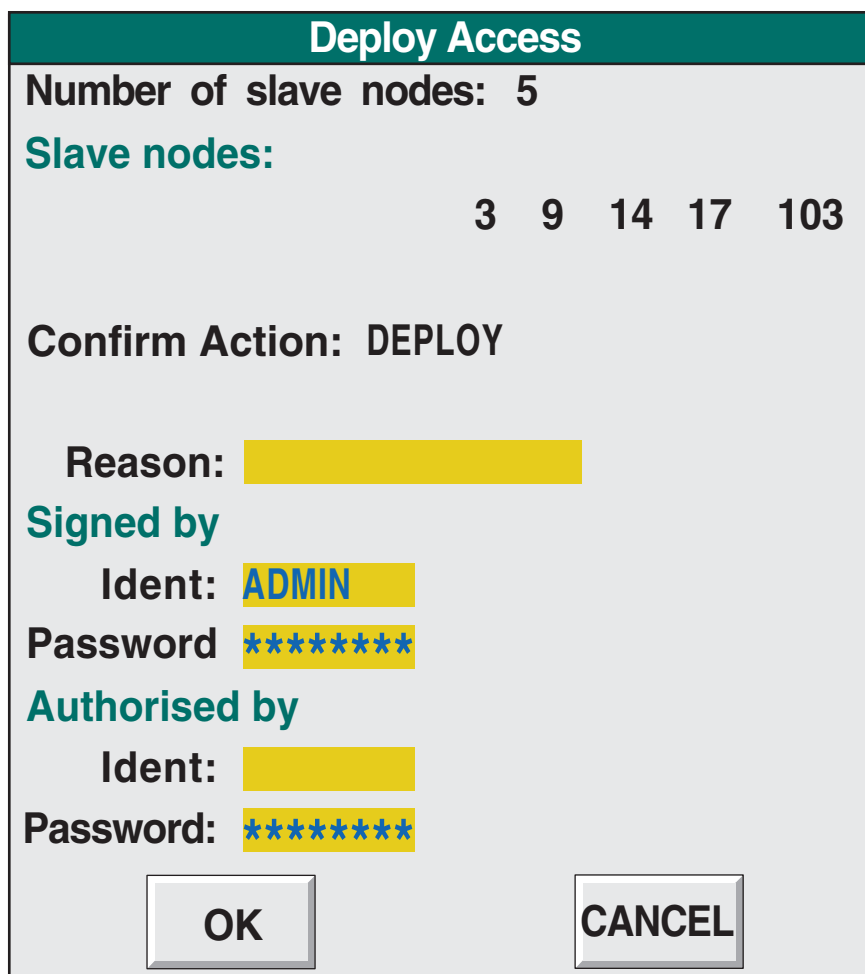 Deploy Access
Number of slave nodes: 5
Slave nodes:
3 9 14 17 103
Confirm Action: DEPLOY
Reason:
Signed by
Ident: ADMIN
Password ********
Authorised by
Ident:
Password: ********
OK CANCEL